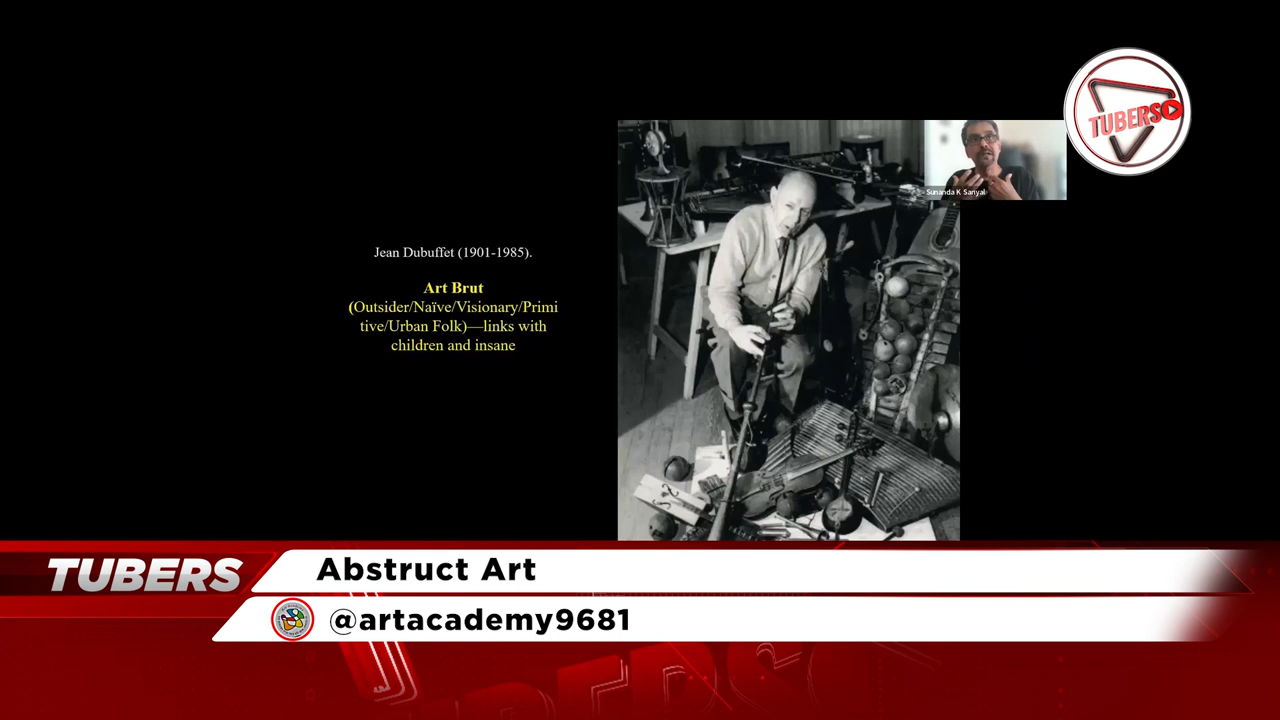 TUBERS
Sunanda K Sanyal
Jean Dubuffet (1901-1985).
Art Brut
(Outsider/Naïve/Visionary/Primi
tive/Urban Folk)—links with
children and insane
TUBERS
Abstruct Art
@artacademy9681